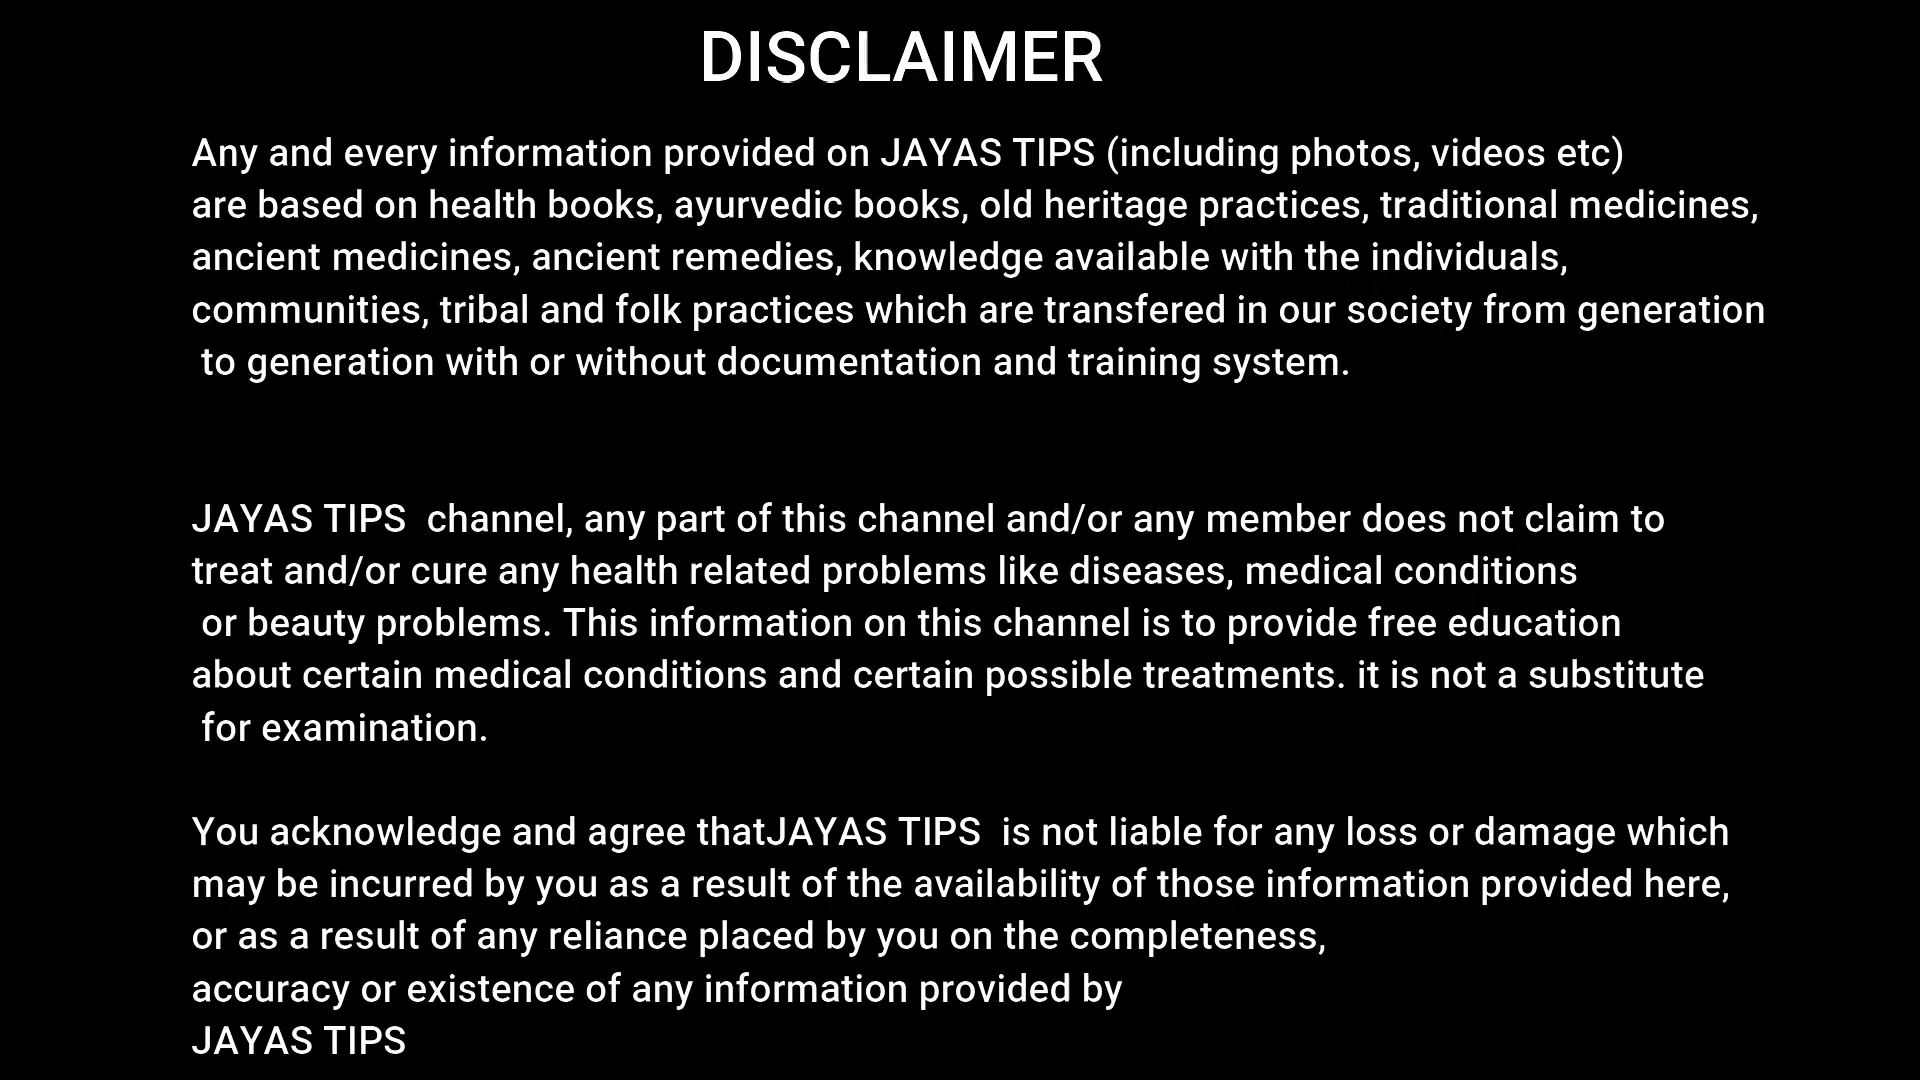 DISCLAIMER
Any and every information provided on JAYAS TIPS (including photos, videos etc)
are based on health books, ayurvedic books, old heritage practices, traditional medicines,
ancient medicines, ancient remedies, knowledge available with the individuals,
communities, tribal and folk practices which are transfered in our society from generation
to generation with or without documentation and training system.
JAYAS TIPS  channel, any part of this channel and/or any member does not claim to
treat and/or cure any health related problems like diseases, medical conditions
or beauty problems. This information on this channel is to provide free education
about certain medical conditions and certain possible treatments. it is not a substitute
for examination.
You acknowledge and agree thatJAYAS TIPS  is not liable for any loss or damage which
may be incurred by you as a result of the availability of those information provided here,
or as a result of any reliance placed by you on the completeness,
accuracy or existence of any information provided by
JAYAS TIPS